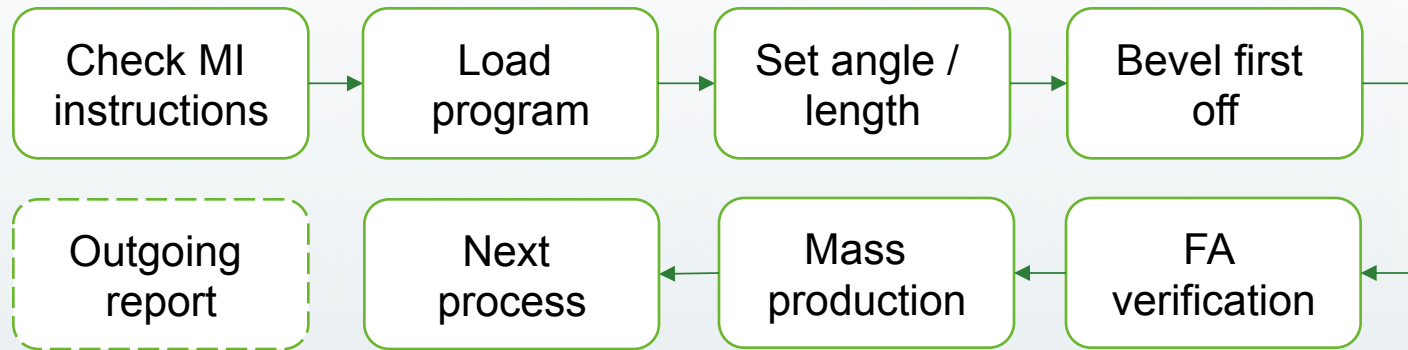 Check MI
instructions
Load
program
Set angle /
length
Bevel first
off
FA
verification
Mass
production
Next
process
Outgoing
report